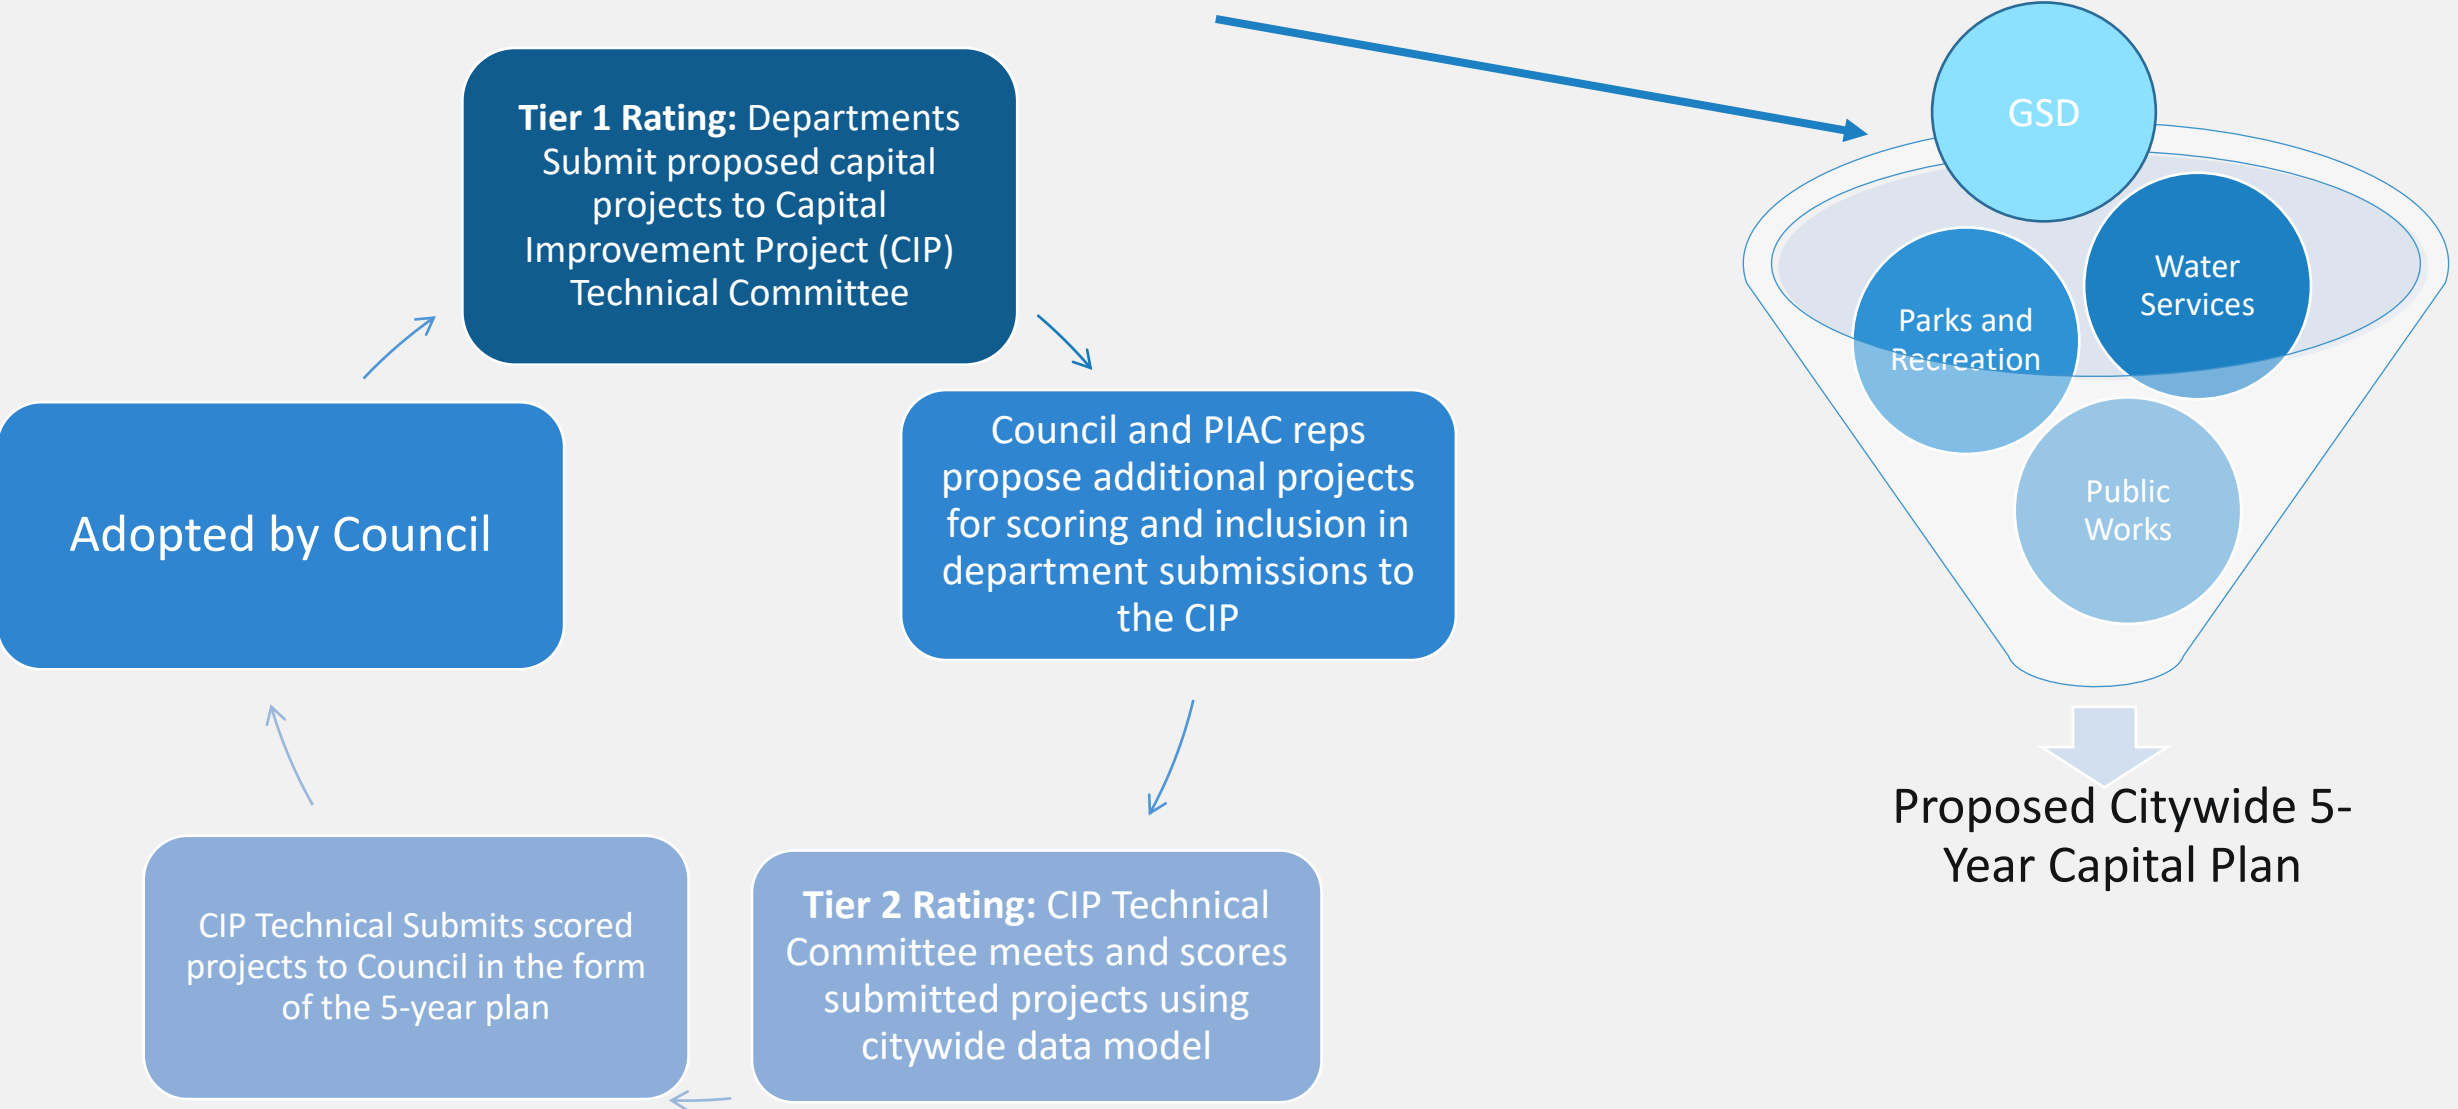 Tier 1 Rating: Departments
Submit proposed capital
projects to Capital
Improvement Project (CIP)
Technical Committee
Council and PIAC reps
propose additional projects
for scoring and inclusion in
department submissions to
the CIP
Tier 2 Rating: CIP Technical
Committee meets and scores
submitted projects using
citywide data model
CIP Technical Submits scored
projects to Council in the form
of the 5-year plan
Adopted by Council
GSD
Water
Services
Parks and
Recreation
Public
Works
Proposed Citywide 5-
Year Capital Plan